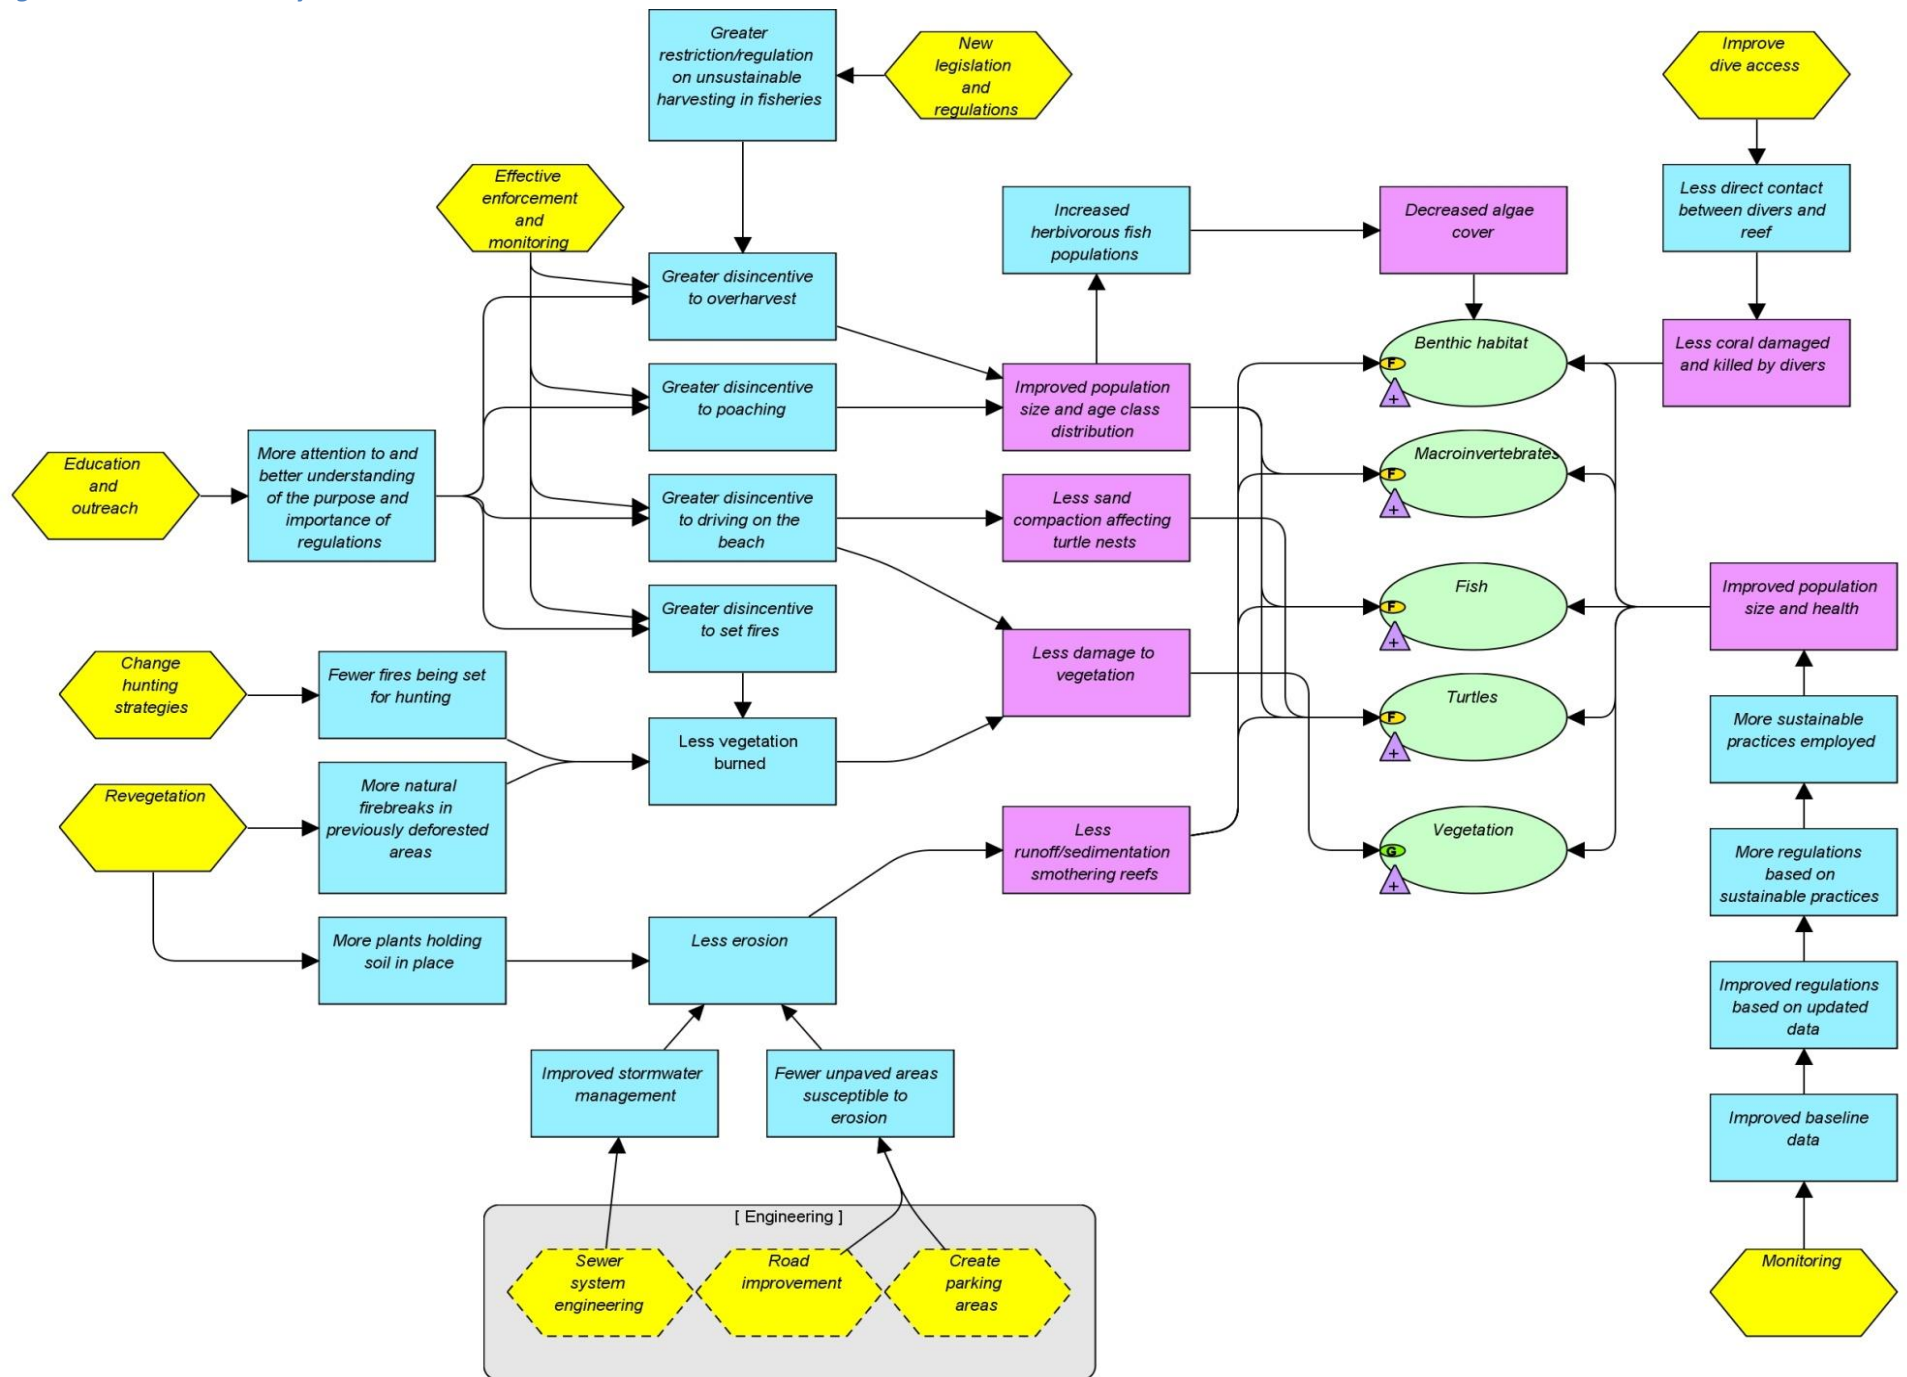 Greater
restriction/regulation
on unsustainable
harvesting in fisheries
New
legislation
and
regulations
Improve
dive access
Effective
enforcement
and
monitoring
Increased
herbivorous fish
populations
Decreased algae
cover
Less direct contact
between divers and
reef
Greater disincentive
to overharvest
Benthic habitat
F
+
Less coral damaged
and killed by divers
Greater disincentive
to poaching
Improved population
size and age class
distribution
Macroinvertebrates
F
+
Education
and
outreach
More attention to and
better understanding
of the purpose and
importance of
regulations
Greater disincentive
to driving on the
beach
Less sand
compaction affecting
turtle nests
Fish
F
+
Improved population
size and health
Greater disincentive
to set fires
Less damage to
vegetation
Turtles
F
+
Change
hunting
strategies
Fewer fires being set
for hunting
Less vegetation
burned
More sustainable
practices employed
Revegetation
More natural
firebreaks in
previously deforested
areas
Less
runoff/sedimentation
smothering reefs
Vegetation
G
+
More regulations
based on
sustainable practices
More plants holding
soil in place
Less erosion
Improved regulations
based on updated
data
Improved stormwater
management
Fewer unpaved areas
susceptible to
erosion
Improved baseline
data
[ Engineering ]
Sewer
system
engineering
Road
improvement
Create
parking
areas
Monitoring